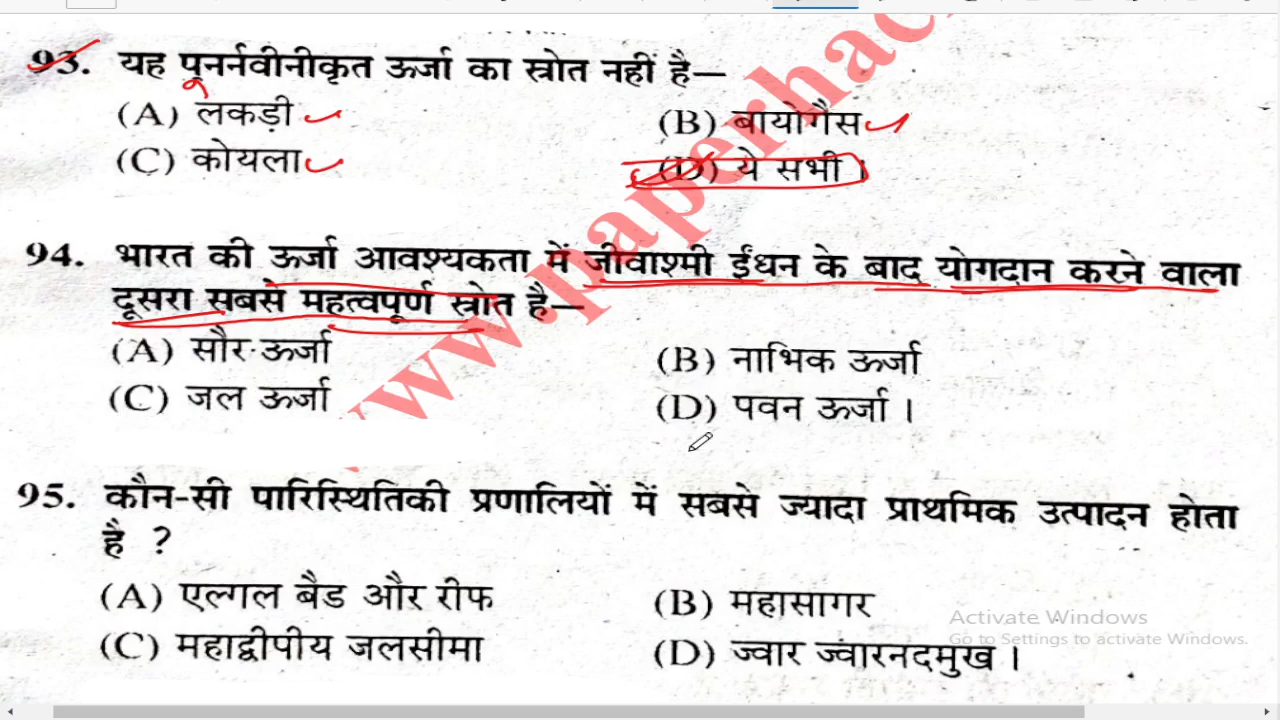 93. यह पूनर्नवीनीकृत ऊर्जा का स्रोत नहीं है—
(A) लकड़ी (B) बायोगैस
(C) कोयला (D) ये सभी।
94. भारत की ऊर्जा आवश्यकता में जीवाश्मी ईंधन के बाद योगदान करने वाला
दूसरा सबसे महत्वपूर्ण स्रोत है—
(A) सौर ऊर्जा (B) नाभिक ऊर्जा
(C) जल ऊर्जा (D) पवन ऊर्जा।
95. कौन-सी पारिस्थितिकी प्रणालियों में सबसे ज्यादा प्राथमिक उत्पादन होता
है ?
(A) एल्गल बैड और रीफ (B) महासागर
(C) महाद्वीपीय जलसीमा (D) ज्वार ज्वारनदमुख।
www.paperhac
Activate Windows
Go to Settings to activate Windows.